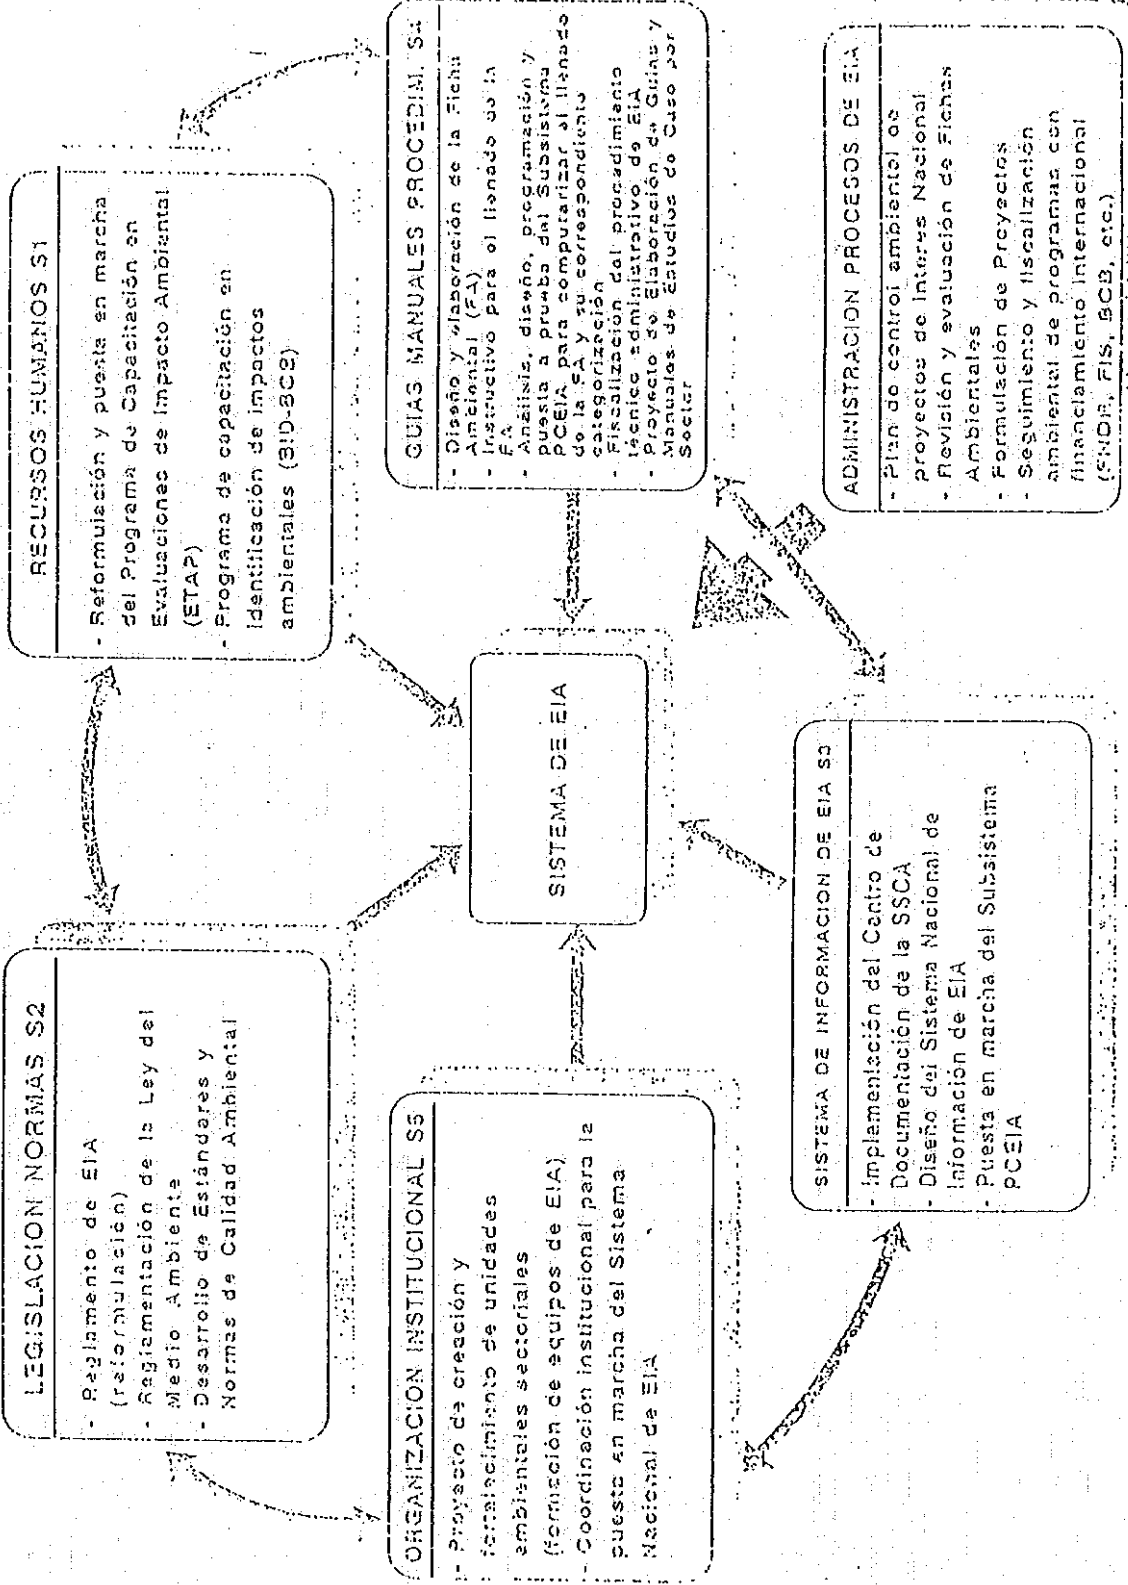 LEGISLACION NORMAS S2
- Reglamento de EIA
(reformulación)
- Reglamentación de la Ley del
Medio Ambiente
- Desarrollo de Estándares y
Normas de Calidad Ambiental
RECURSOS HUMANOS S1
- Reformulación y puesta en marcha
del Programa de Capacitación en
Evaluaciones de Impacto Ambiental
(ETAP)
- Programa de capacitación en
identificación de impactos
ambientales (BID-BCB)
ORGANIZACION INSTITUCIONAL S5
- Proyecto de creación y
fortalecimiento de unidades
ambientales sectoriales
(formación de equipos de EIA)
- Coordinación institucional para la
puesta en marcha del Sistema
Nacional de EIA
SISTEMA DE EIA
GUIAS MANUALES PROCEDIM. S4
- Diseño y elaboración de la Ficha
Ambiental (FA)
- Instructivo para el llenado de la
FA
- Análisis, diseño, programación y
puesta a prueba del Subsistema
PCEIA para computarizar el llenado
de la FA y su correspondiente
categorización
- Fiscalización del procedimiento
técnico administrativo de EIA
- Proyecto de Elaboración de Guías y
Manuales de Estudios de Caso por
Sector
SISTEMA DE INFORMACION DE EIA S3
- Implementación del Centro de
Documentación de la SSCA
- Diseño del Sistema Nacional de
Información de EIA
- Puesta en marcha del Subsistema
PCEIA
ADMINISTRACION PROCESOS DE EIA
- Plan de control ambiental de
proyectos de Interes Nacional
- Revisión y evaluación de Fichas
Ambientales
- Formulación de Proyectos
- Seguimiento y fiscalización
ambiental de programas con
financiamiento internacional
(FNDR, FIS, BCB, etc.)